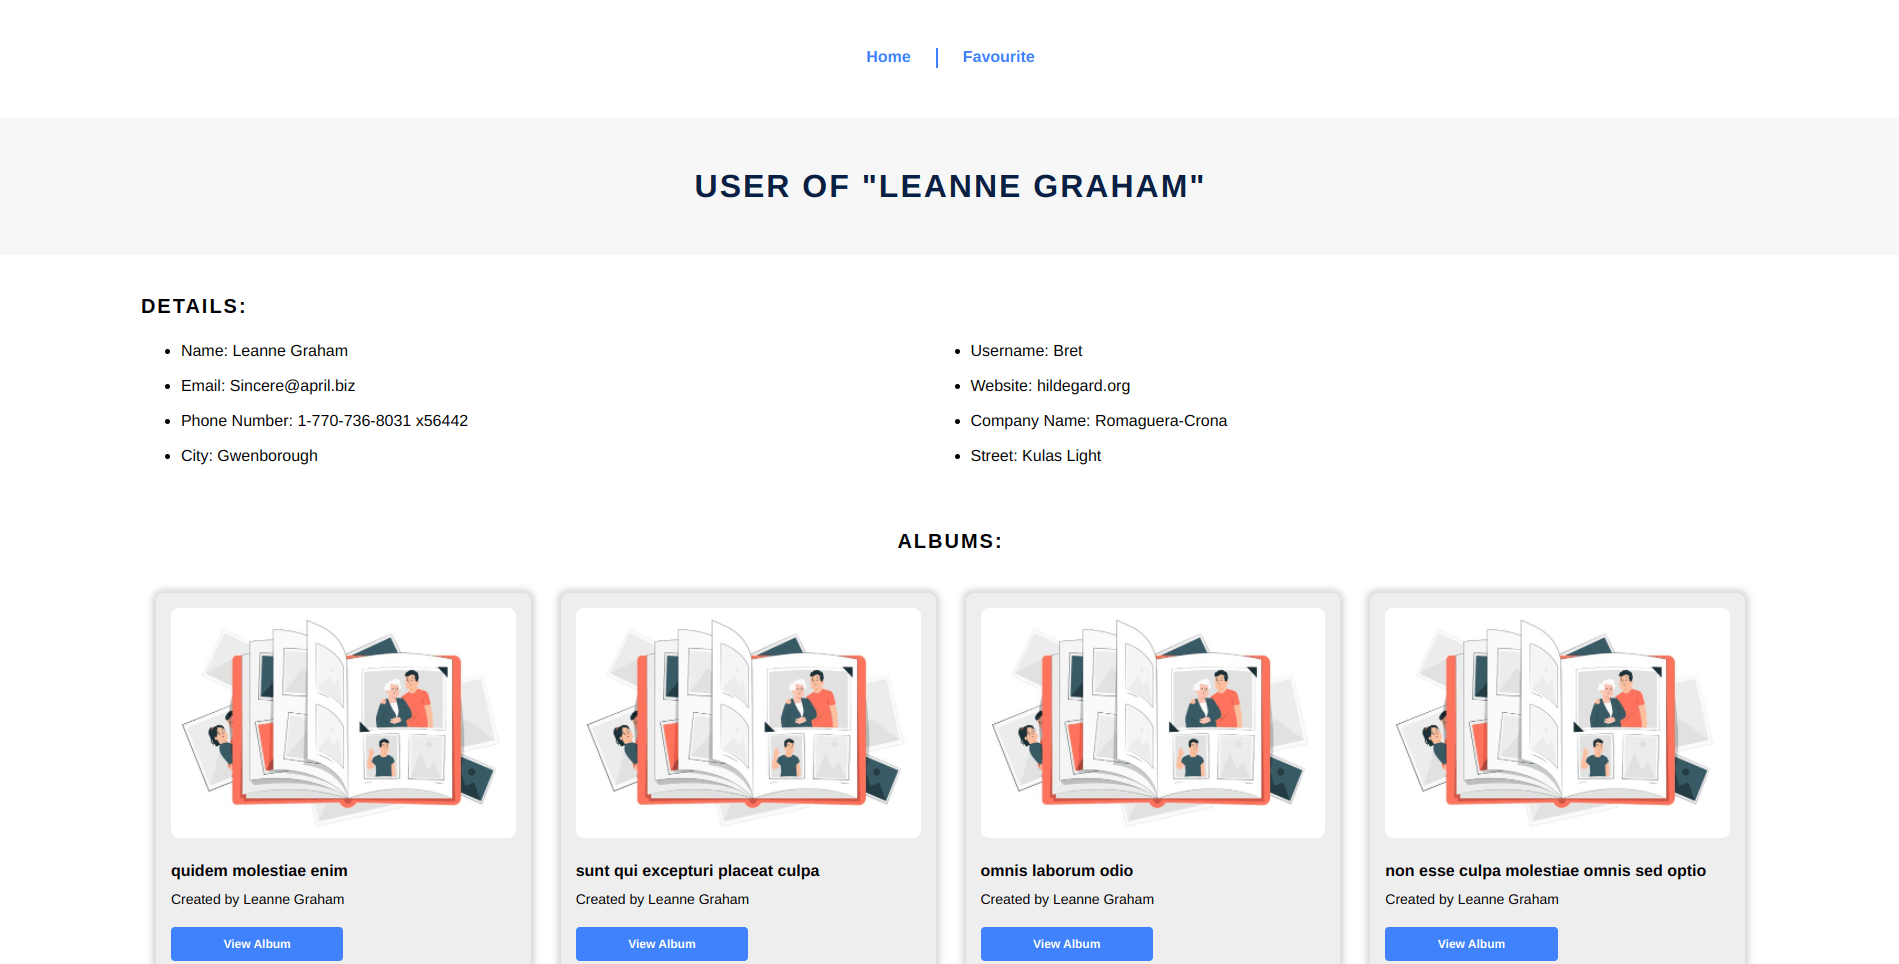 Home | Favourite
USER OF "LEANNE GRAHAM"
DETAILS:
• Name: Leanne Graham
• Email: Sincere@april.biz
• Phone Number: 1-770-736-8031 x56442
• City: Gwenborough
• Username: Bret
• Website: hildegard.org
• Company Name: Romaguera-Crona
• Street: Kulas Light
ALBUMS:
quidem molestiae enim
Created by Leanne Graham
View Album
sunt qui excepturi placeat culpa
Created by Leanne Graham
View Album
omnis laborum odio
Created by Leanne Graham
View Album
non esse culpa molestiae omnis sed optio
Created by Leanne Graham
View Album